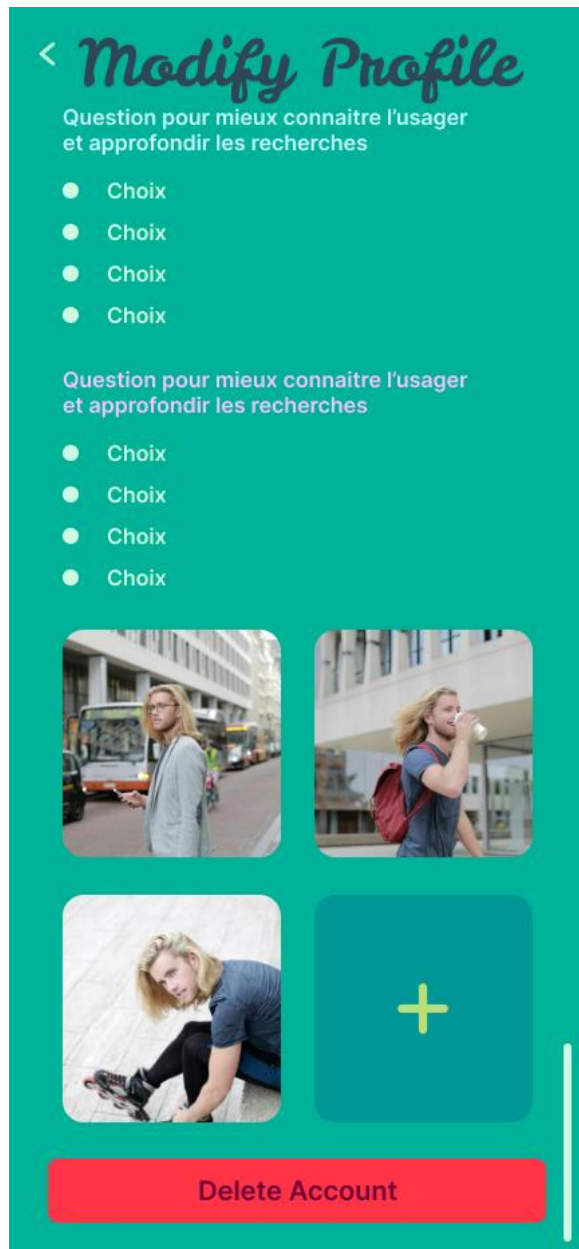 Modify Profile
Question pour mieux connaitre l'usager
et approfondir les recherches
Choix
Choix
Choix
Choix
Question pour mieux connaitre l'usager
et approfondir les recherches
Choix
Choix
Choix
Choix
Delete Account